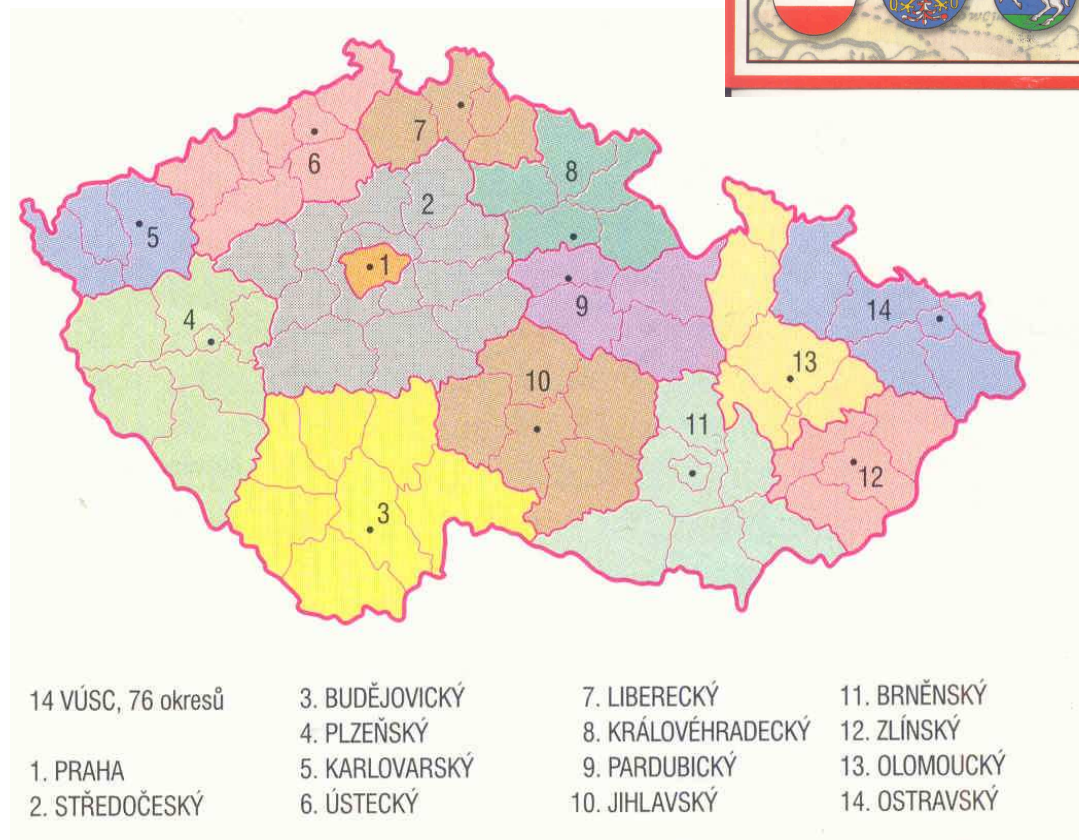 7
8
6
2
5
1
14
4
9
13
10
11
12
3
14 VÚSC, 76 okresů
1. PRAHA
2. STŘEDOČESKÝ
3. BUDĚJOVICKÝ
4. PLZEŇSKÝ
5. KARLOVARSKÝ
6. ÚSTECKÝ
7. LIBERECKÝ
8. KRÁLOVÉHRADECKÝ
9. PARDUBICKÝ
10. JIHLAVSKÝ
11. BRNĚNSKÝ
12. ZLÍNSKÝ
13. OLOMOUCKÝ
14. OSTRAVSKÝ